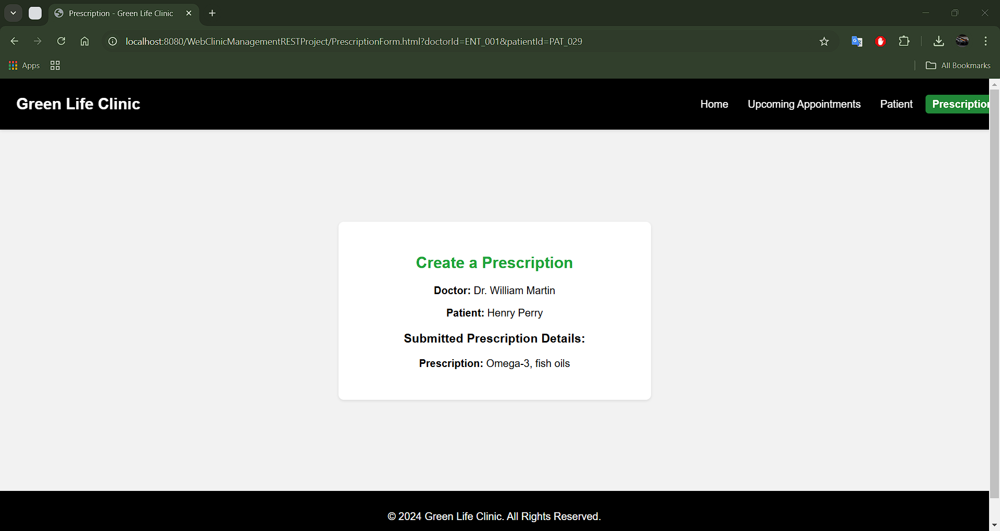 Prescription - Green Life Clinic
localhost:8080/WebClinicManagementRESTProject/PrescriptionForm.html?doctorId=ENT_001&patientId=PAT_029
Apps
All Bookmarks
Green Life Clinic
Home Upcoming Appointments Patient Prescription
Create a Prescription
Doctor: Dr. William Martin
Patient: Henry Perry
Submitted Prescription Details:
Prescription: Omega-3, fish oils
© 2024 Green Life Clinic. All Rights Reserved.